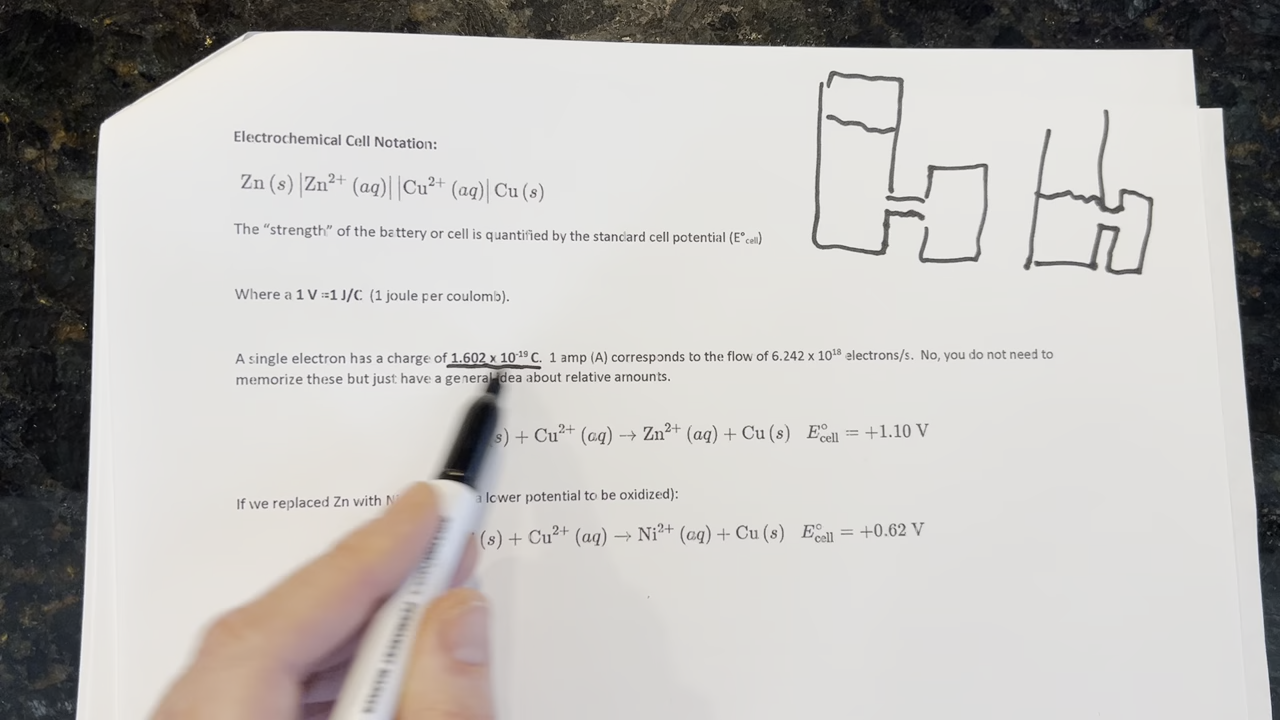 Electrochemical Cell Notation:
Zn (s) |Zn²⁺ (aq)| |Cu²⁺ (aq)| Cu (s)
The “strength” of the battery or cell is quantified by the standard cell potential (E°cell)
Where a 1 V =1 J/C (1 joule per coulomb).
A single electron has a charge of 1.602 x 10⁻¹⁹ C. 1 amp (A) corresponds to the flow of 6.242 x 10¹⁸ electrons/s. No, you do not need to
memorize these but just have a general idea about relative amounts.
s) + Cu²⁺ (aq) → Zn²⁺ (aq) + Cu (s) E°cell = +1.10 V
If we replaced Zn with a lower potential to be oxidized):
(s) + Cu²⁺ (aq) → Ni²⁺ (aq) + Cu (s) E°cell = +0.62 V